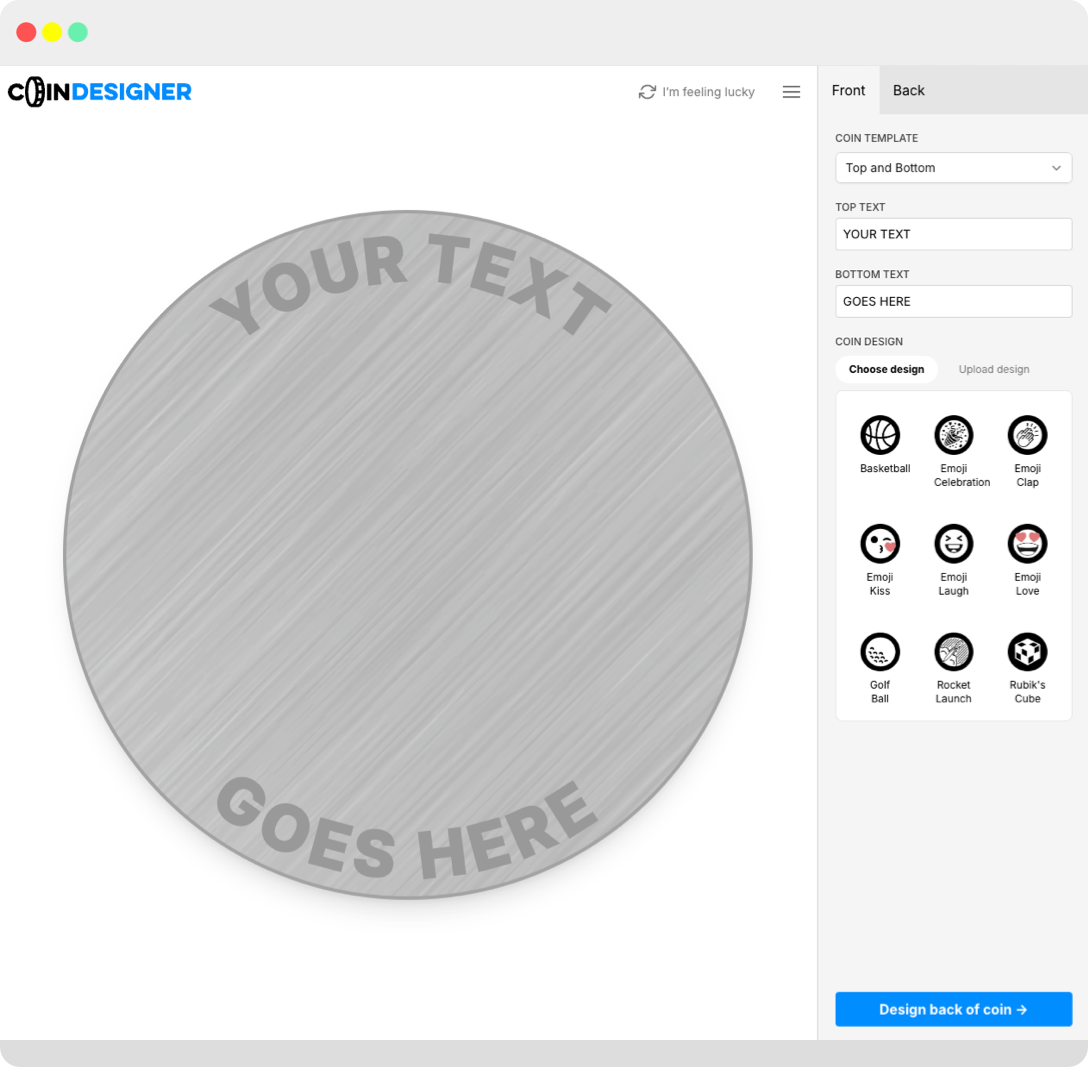 COINDESIGNER
I'm feeling lucky
YOUR TEXT
GOES HERE
Front
Back
COIN TEMPLATE
Top and Bottom
TOP TEXT
YOUR TEXT
BOTTOM TEXT
GOES HERE
COIN DESIGN
Choose design
Upload design
Basketball
Emoji
Celebration
Emoji
Clap
Emoji
Kiss
Emoji
Laugh
Emoji
Love
Golf
Ball
Rocket
Launch
Rubik's
Cube
Design back of coin →